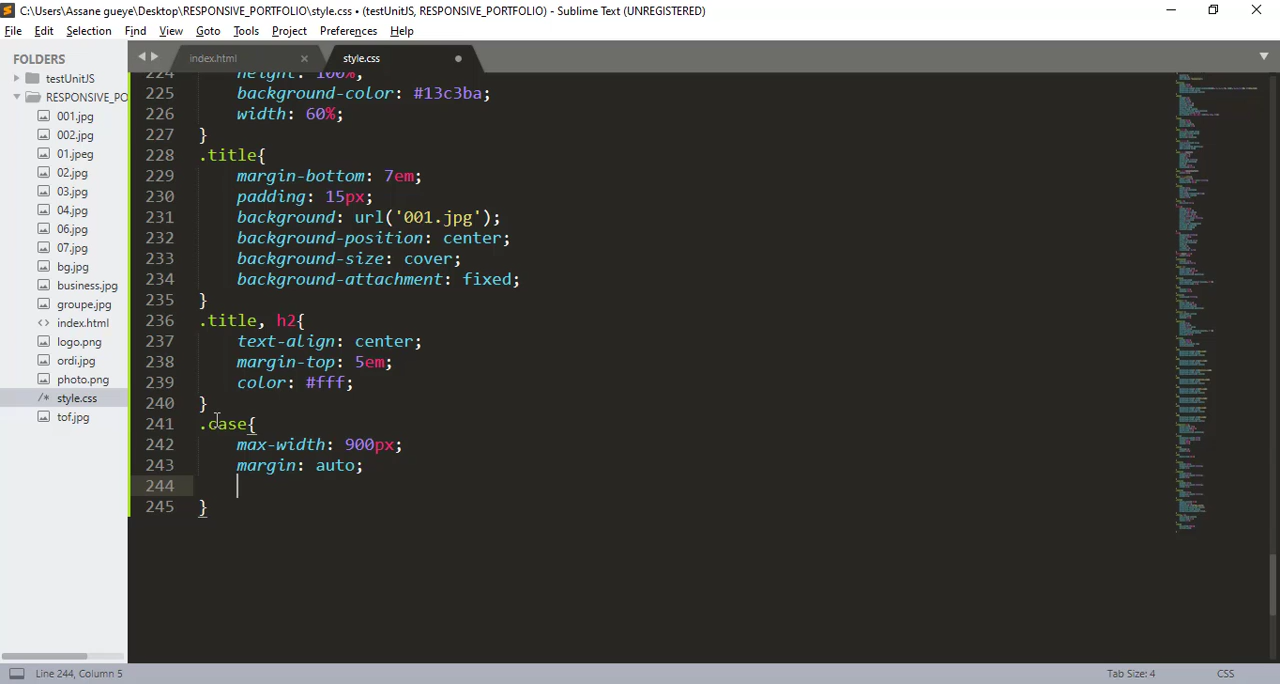 C:\Users\Assane gueye\Desktop\RESPONSIVE_PORTFOLIO\style.css • (testUnitJS, RESPONSIVE_PORTFOLIO) - Sublime Text (UNREGISTERED)
File Edit Selection Find View Goto Tools Project Preferences Help
FOLDERS
testUnitJS
RESPONSIVE_PO
001.jpg
002.jpg
01.jpeg
02.jpg
03.jpg
04.jpg
06.jpg
07.jpg
bg.jpg
business.jpg
groupe.jpg
index.html
logo.png
ordi.jpg
photo.png
style.css
tof.jpg
index.html style.css
224 height: 100%;
225 background-color: #13c3ba;
226 width: 60%;
227 }
228 .title{
229 margin-bottom: 7em;
230 padding: 15px;
231 background: url('001.jpg');
232 background-position: center;
233 background-size: cover;
234 background-attachment: fixed;
235 }
236 .title, h2{
237 text-align: center;
238 margin-top: 5em;
239 color: #fff;
240 }
241 .case{
242 max-width: 900px;
243 margin: auto;
244
245 }
Line 244, Column 5 Tab Size: 4 CSS